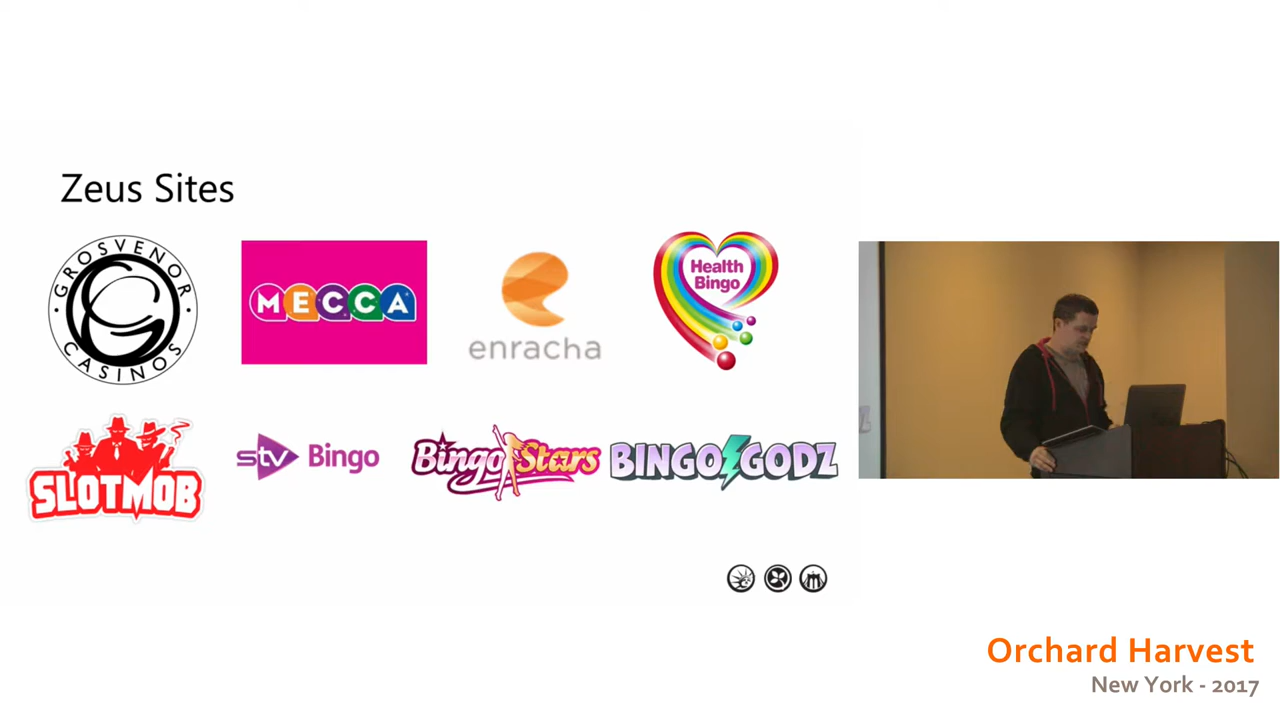 Zeus Sites
GROSVENOR
CASINOS
MECCA
enracha
Health
Bingo
SLOTMOB
stv Bingo
Bingo Stars
BINGO GODZ
Orchard Harvest
New York - 2017